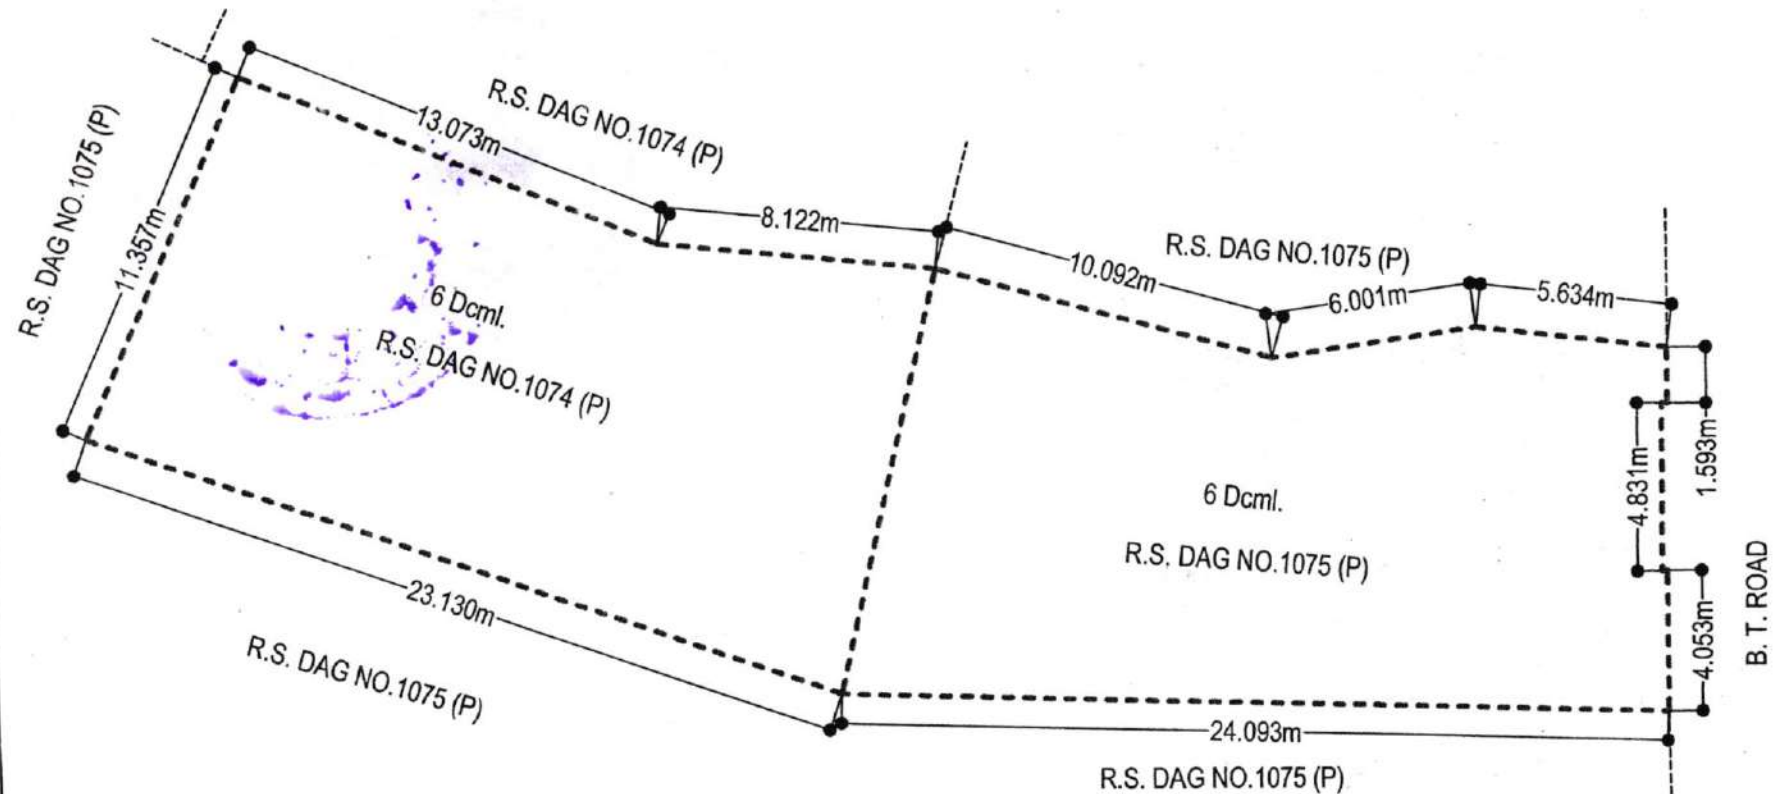 R.S. DAG NO.1074 (P)
13.073m
8.122m
R.S. DAG NO.1075 (P)
10.092m
R.S. DAG NO.1075 (P)
6.001m
5.634m
11.357m
6 Dcml.
R.S. DAG NO.1074 (P)
1.593m
4.831m
6 Dcml.
R.S. DAG NO.1075 (P)
4.053m
B. T. ROAD
23.130m
R.S. DAG NO.1075 (P)
24.093m
R.S. DAG NO.1075 (P)